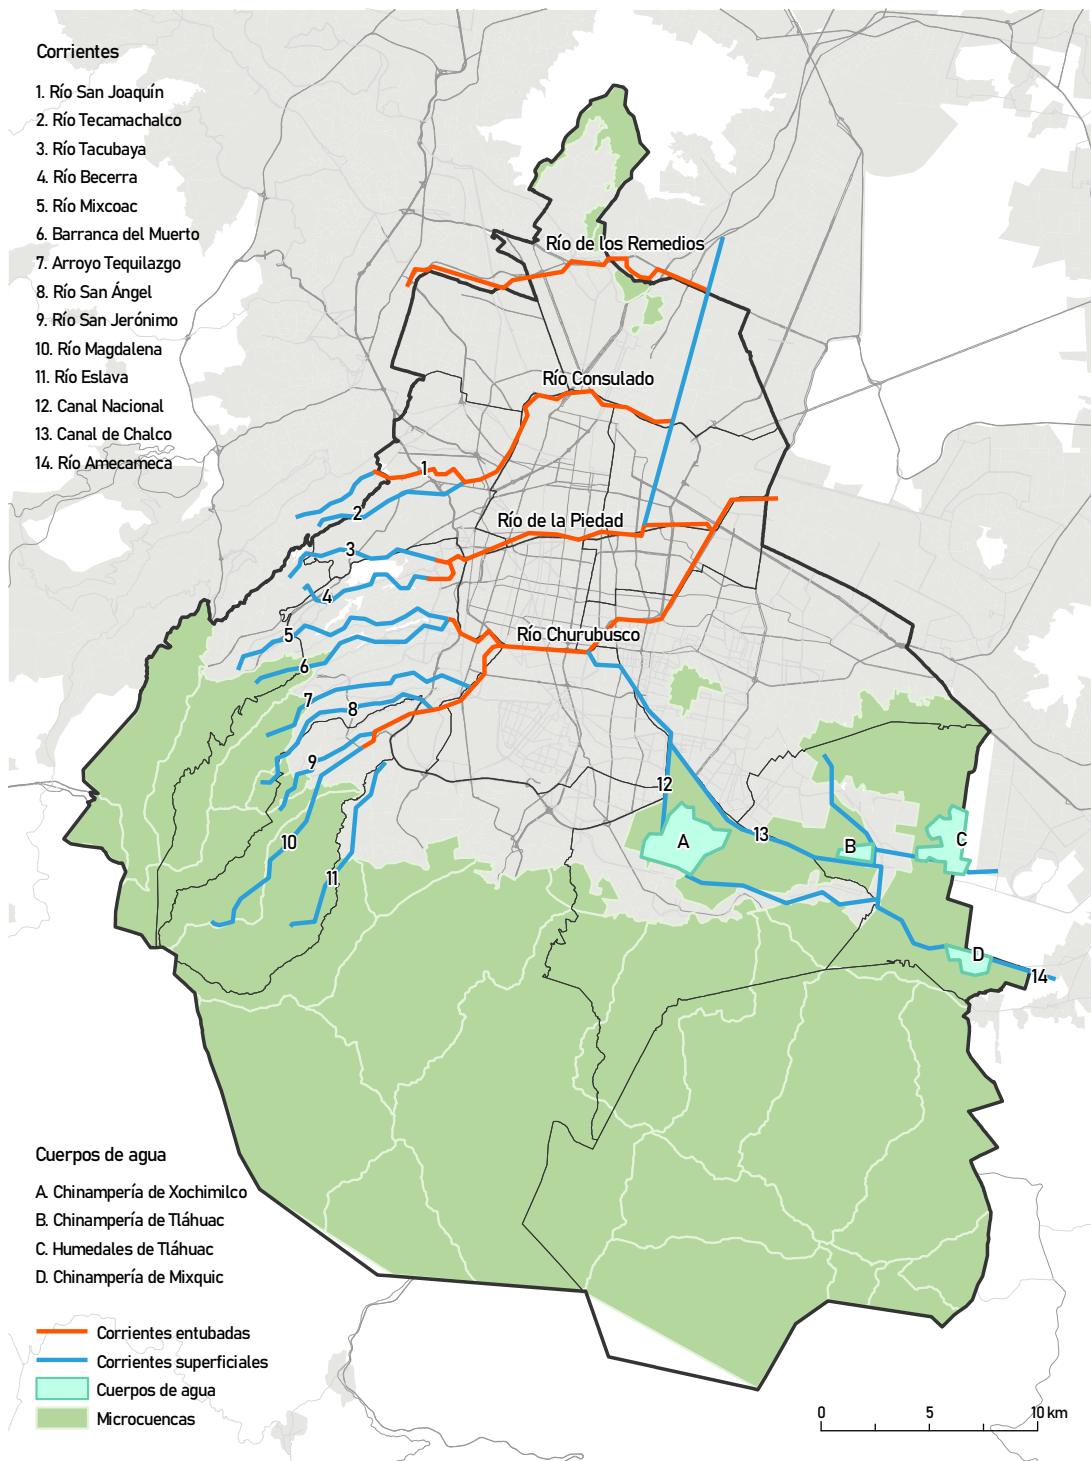 Corrientes
1. Río San Joaquín
2. Río Tecamachalco
3. Río Tacubaya
4. Río Becerra
5. Río Mixcoac
6. Barranca del Muerto
7. Arroyo Tequilazgo
8. Río San Ángel
9. Río San Jerónimo
10. Río Magdalena
11. Río Eslava
12. Canal Nacional
13. Canal de Chalco
14. Río Amecameca
Río de los Remedios
Río Consulado
1
2
Río de la Piedad
3
4
5
Río Churubusco
6
7
8
9
12
10
A
13
B
C
11
D
14
Cuerpos de agua
A. Chinampería de Xochimilco
B. Chinampería de Tláhuac
C. Humedales de Tláhuac
D. Chinampería de Mixquic
Corrientes entubadas
Corrientes superficiales
Cuerpos de agua
Microcuencas
0 5 10 km